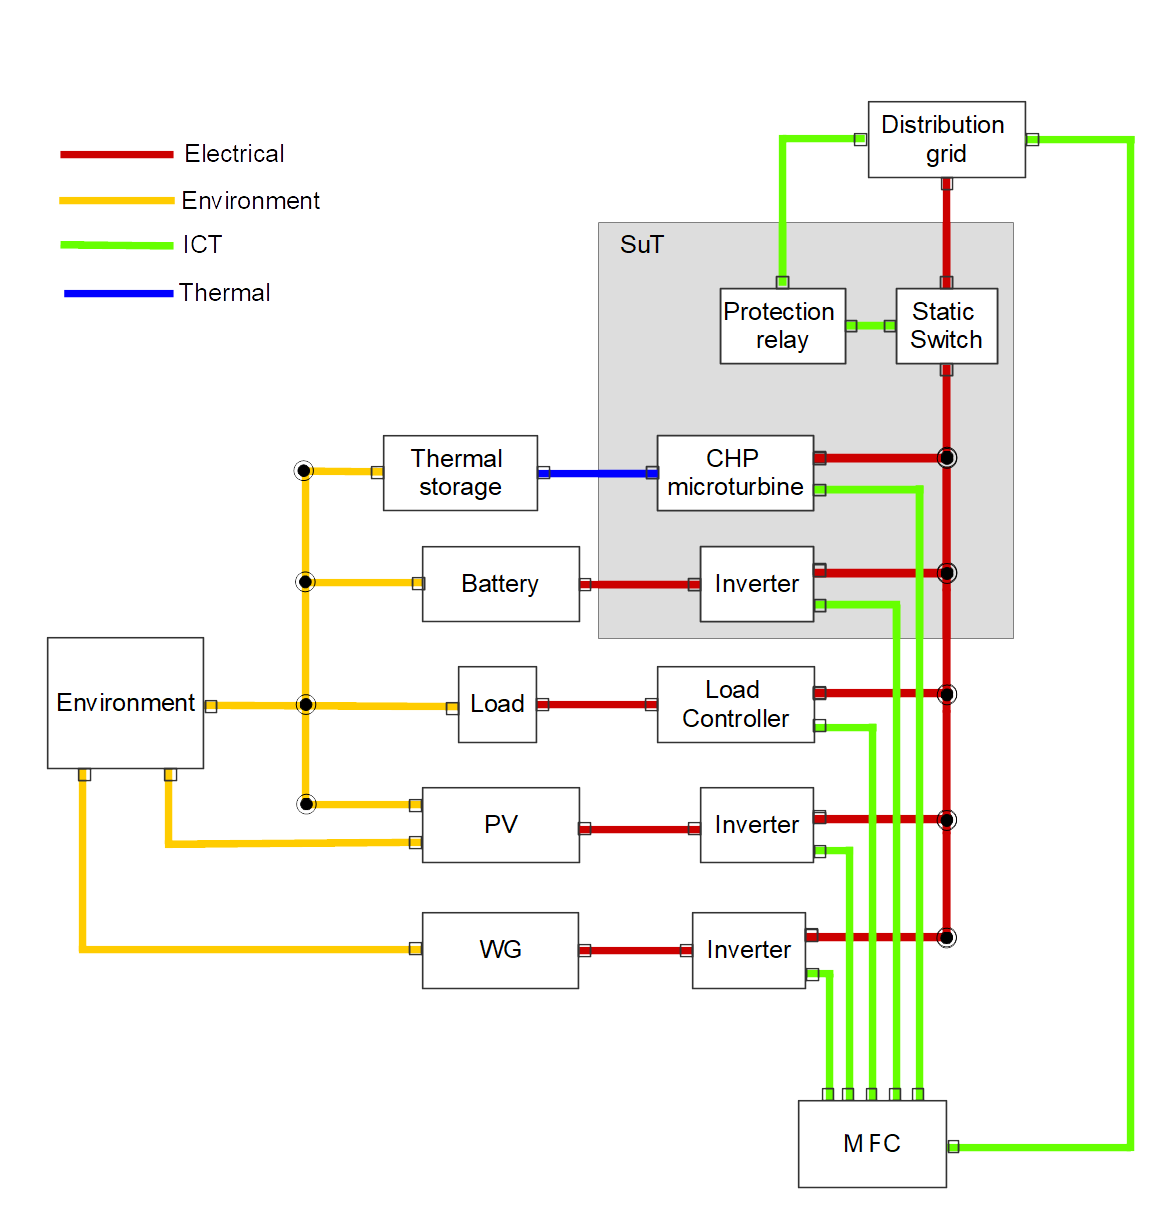 Distribution
grid
Electrical
Environment
ICT
Thermal
SuT
Protection
relay
Static
Switch
Thermal
storage
CHP
microturbine
Battery
Inverter
Environment
Load
Load
Controller
PV
Inverter
WG
Inverter
MFC